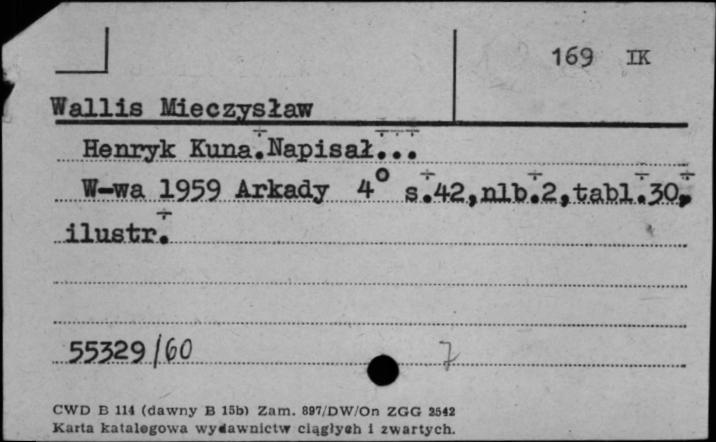 169 IK
Wallis Mieczysław
Henryk Kuna.Napisał...
W-wa 1959 Arkady 4° s.42,nlb.2,tabl.30,
ilustr.
55329/60 7
CWD B 114 (dawny B 15b) Zam. 897/DW/On ZGG 2542
Karta katalogowa wydawnictw ciągłych i zwartych.